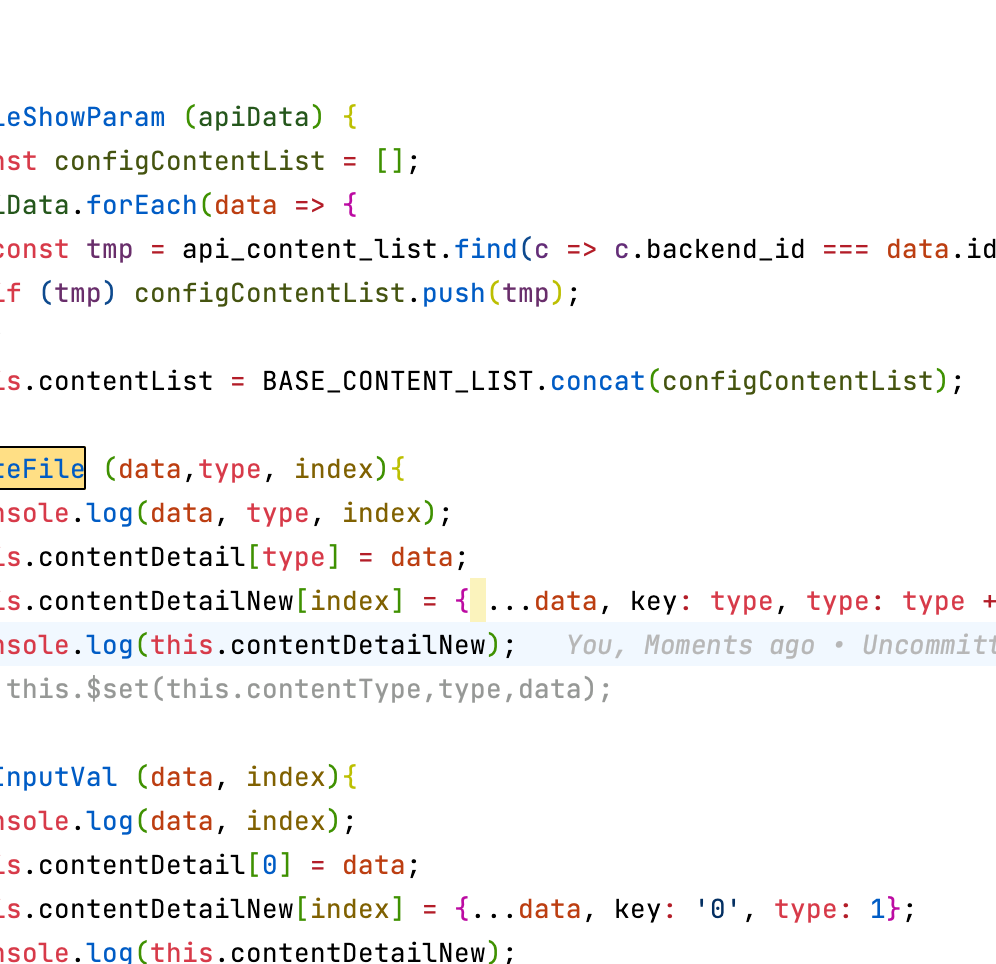 leShowParam (apiData) {
nst configContentList = [];
iData.forEach(data => {
const tmp = api_content_list.find(c => c.backend_id === data.id
if (tmp) configContentList.push(tmp);
is.contentList = BASE_CONTENT_LIST.concat(configContentList);
teFile (data,type, index){
nsole.log(data, type, index);
is.contentDetail[type] = data;
is.contentDetailNew[index] = { ...data, key: type, type: type +
nsole.log(this.contentDetailNew); You, Moments ago • Uncommitt
this.$set(this.contentType,type,data);
InputVal (data, index){
nsole.log(data, index);
is.contentDetail[0] = data;
is.contentDetailNew[index] = {...data, key: '0', type: 1};
nsole.log(this.contentDetailNew);